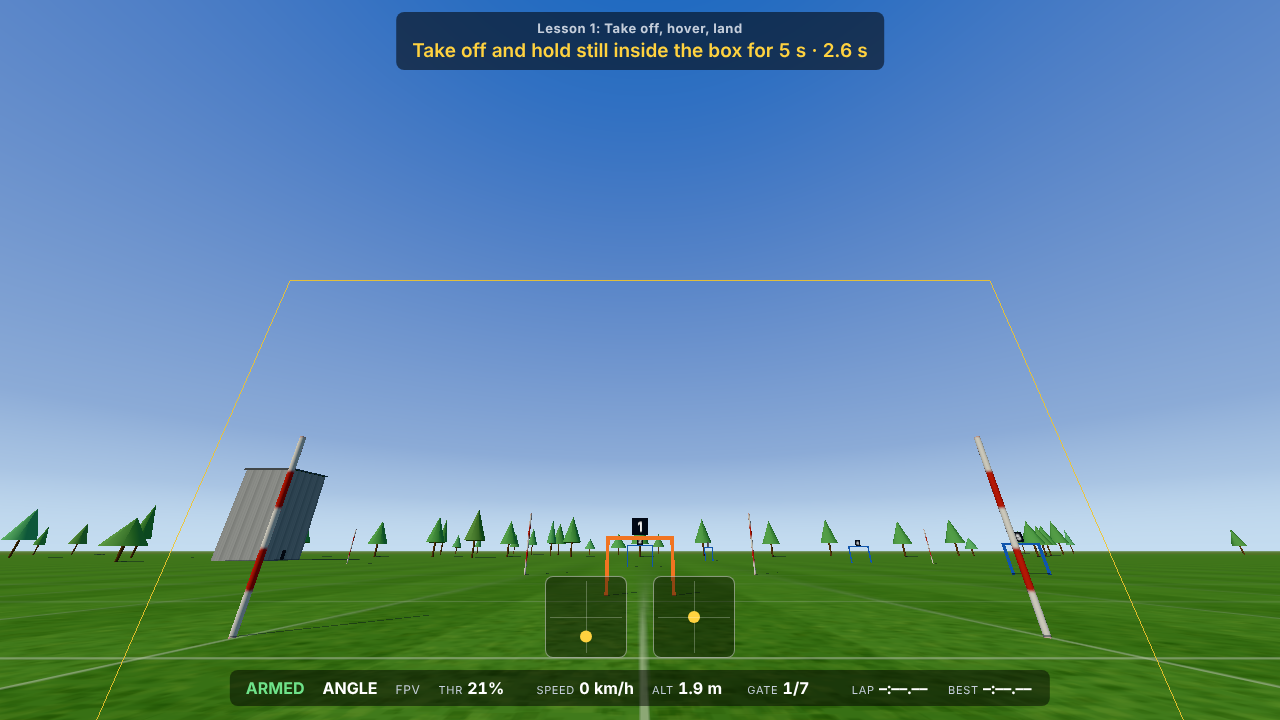 Lesson 1: Take off, hover, land
Take off and hold still inside the box for 5 s · 2.6 s
1
ARMED ANGLE FPV THR 21% SPEED 0 km/h ALT 1.9 m GATE 1/7 LAP –:––.–– BEST –:––.––